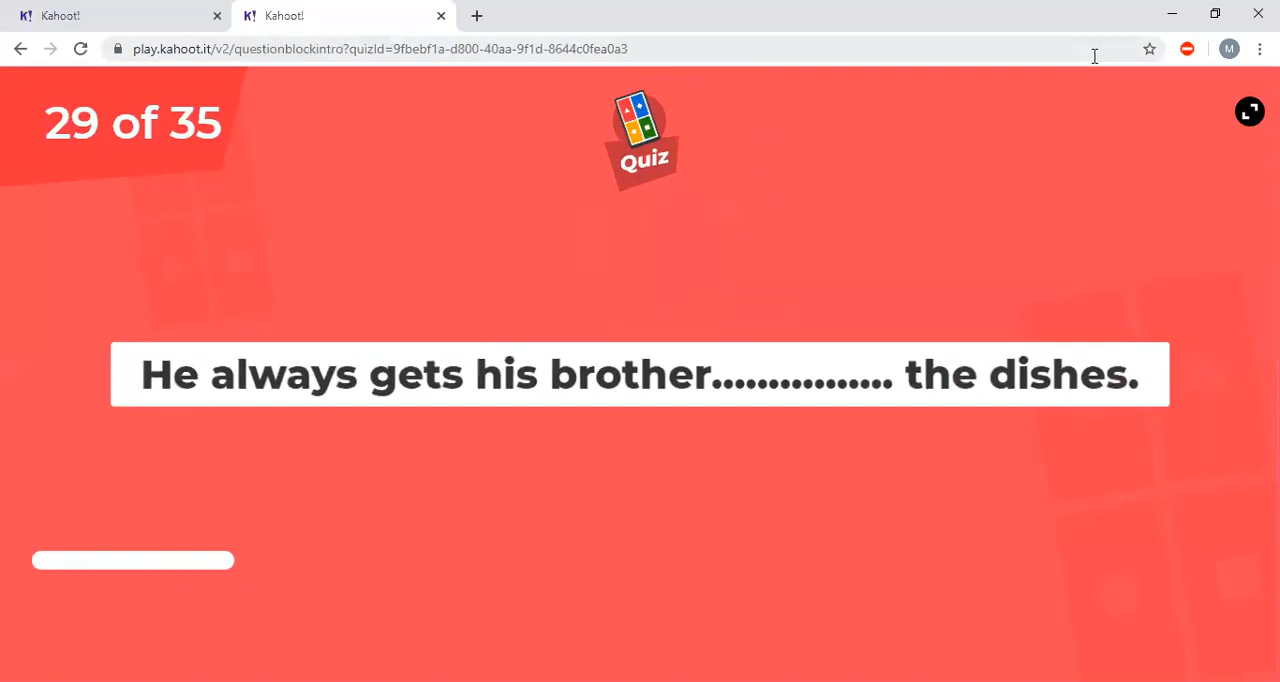 Kahoot!
Kahoot!
play.kahoot.it/v2/questionblockintro?quizId=9fbebf1a-d800-40aa-9f1d-8644c0fea0a3
M
29 of 35
Quiz
He always gets his brother................ the dishes.